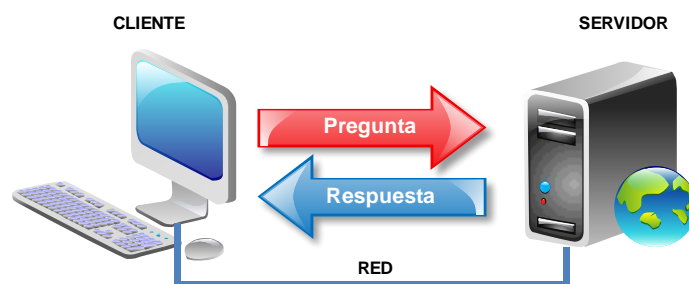 CLIENTE
SERVIDOR
Pregunta
Respuesta
RED